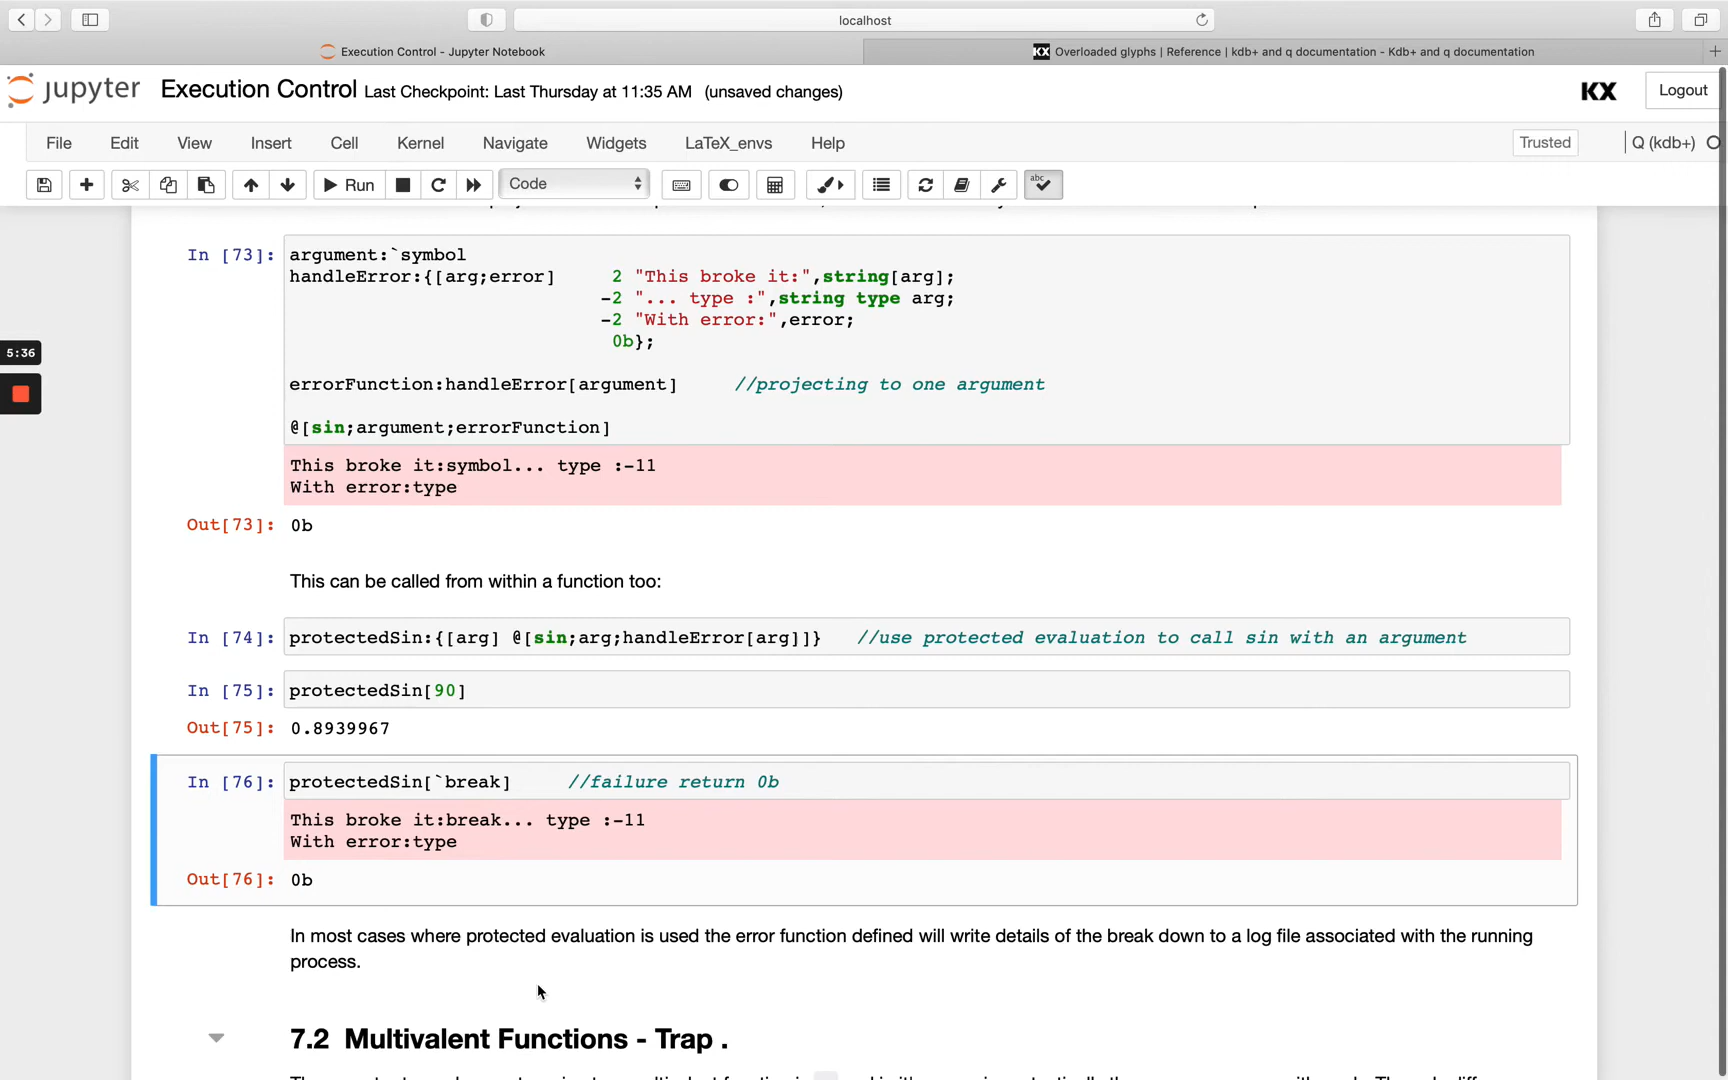 localhost
Execution Control - Jupyter Notebook
KX Overloaded glyphs | Reference | kdb+ and q documentation - Kdb+ and q documentation
jupyter Execution Control Last Checkpoint: Last Thursday at 11:35 AM (unsaved changes) KX Logout
File Edit View Insert Cell Kernel Navigate Widgets LaTeX_envs Help Trusted Q (kdb+)
Run Code abc
In [73]: argument:`symbol
handleError:{[arg;error] 2 "This broke it:",string[arg];
-2 "... type :",string type arg;
-2 "With error:",error;
0b};
5:36
errorFunction:handleError[argument] //projecting to one argument
@[sin;argument;errorFunction]
This broke it:symbol... type :-11
With error:type
Out[73]: 0b
This can be called from within a function too:
In [74]: protectedSin:{[arg] @[sin;arg;handleError[arg]]} //use protected evaluation to call sin with an argument
In [75]: protectedSin[90]
Out[75]: 0.8939967
In [76]: protectedSin[`break] //failure return 0b
This broke it:break... type :-11
With error:type
Out[76]: 0b
In most cases where protected evaluation is used the error function defined will write details of the break down to a log file associated with the running
process.
7.2 Multivalent Functions - Trap .